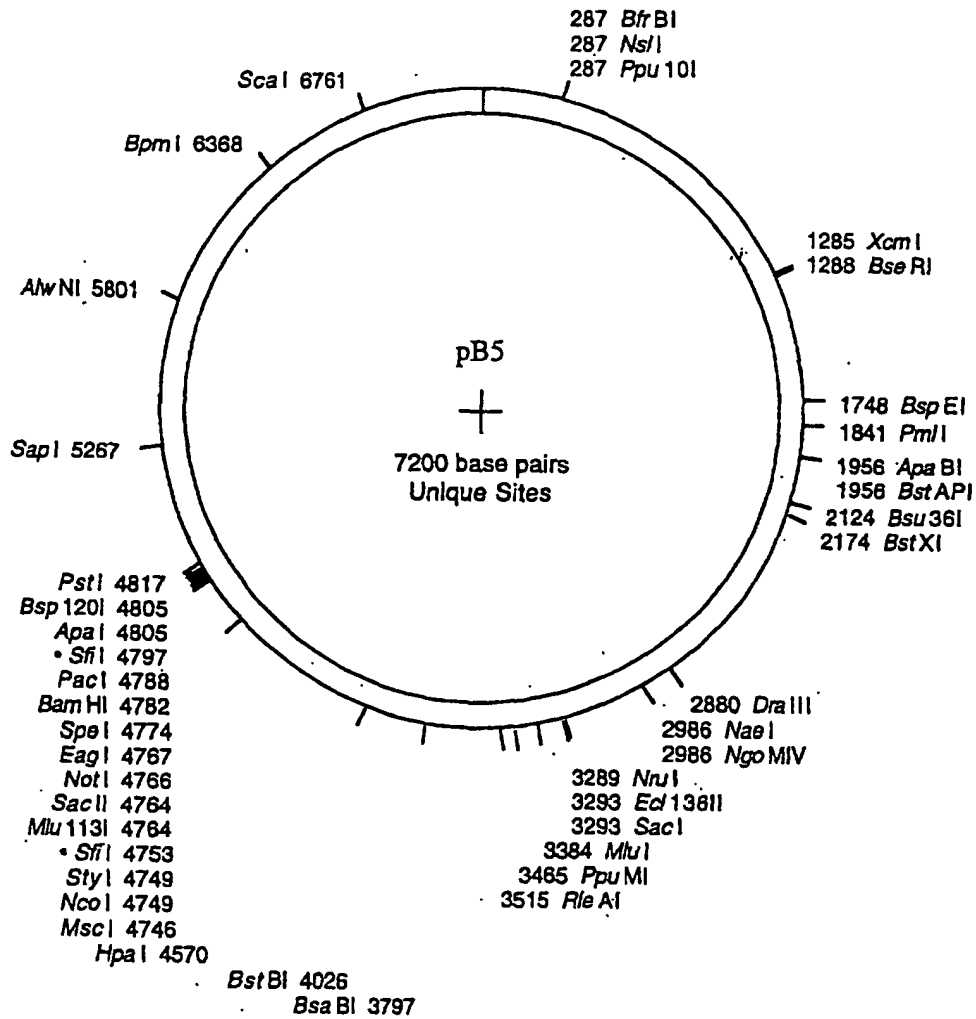 287 BfrBI
287 NsiI
287 Ppu10I
ScaI 6761
BpmI 6368
1285 XcmI
1288 BseRI
AlwNI 5801
pB5
7200 base pairs
Unique Sites
1748 BspEI
1841 PmlI
1956 ApaBI
1956 BstAPI
2124 Bsu36I
2174 BstXI
SapI 5267
PstI 4817
Bsp120I 4805
ApaI 4805
• SfiI 4797
PacI 4788
BamHI 4782
SpeI 4774
EagI 4767
NotI 4766
SacII 4764
Mlu113I 4764
• SfiI 4753
StyI 4749
NcoI 4749
MscI 4746
HpaI 4570
BstBI 4026
BsaBI 3797
2880 DraIII
2986 NaeI
2986 NgoMIV
3289 NruI
3293 Ecl136II
3293 SacI
3384 MluI
3465 PpuMI
3515 RleAI